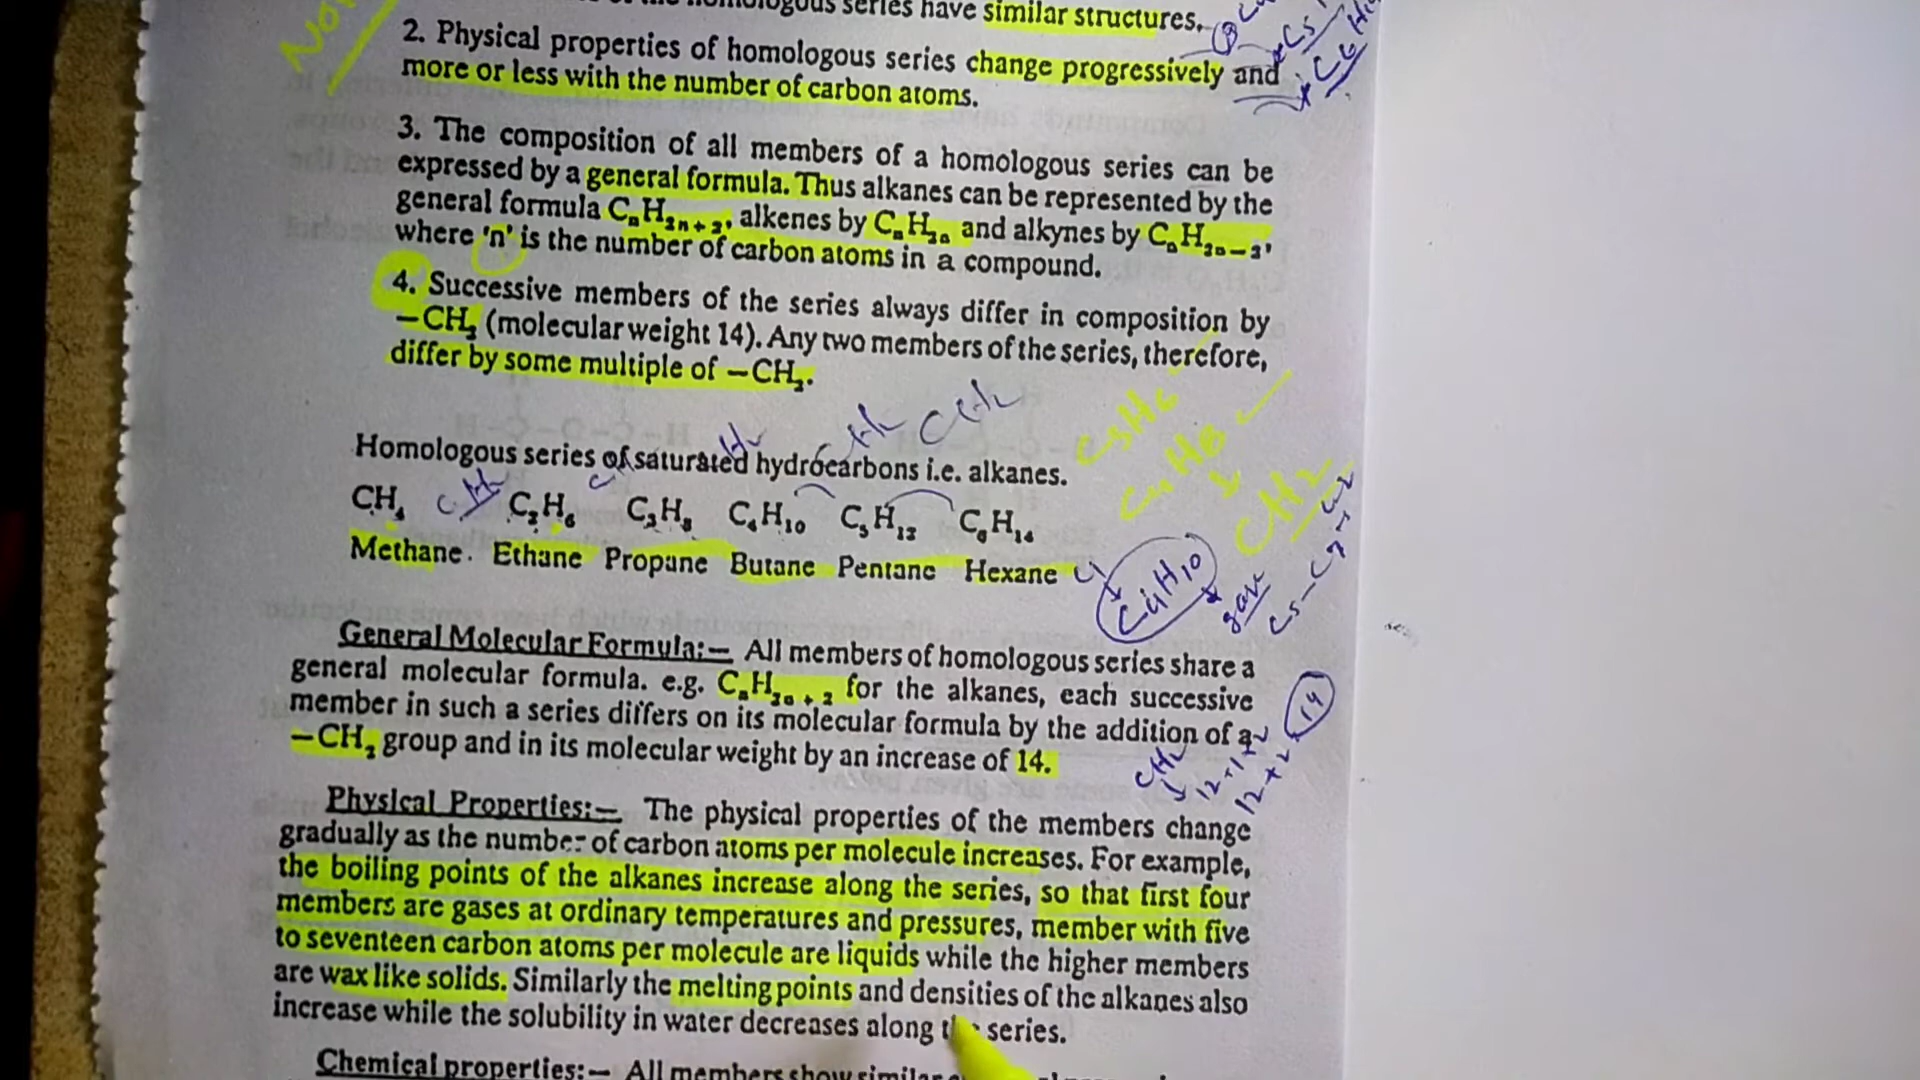 homologous series have similar structures.
2. Physical properties of homologous series change progressively and
more or less with the number of carbon atoms.
3. The composition of all members of a homologous series can be
expressed by a general formula. Thus alkanes can be represented by the
general formula CₙH₂ₙ₊₂, alkenes by CₙH₂ₙ and alkynes by CₙH₂ₙ₋₂,
where 'n' is the number of carbon atoms in a compound.
4. Successive members of the series always differ in composition by
—CH₂ (molecular weight 14). Any two members of the series, therefore,
differ by some multiple of —CH₂.
Homologous series of saturated hydrocarbons i.e. alkanes.
CH₄ C₂H₆ C₃H₈ C₄H₁₀ C₅H₁₂ C₆H₁₄
Methane. Ethane Propane Butane Pentane Hexane
C₄H₁₀
CH₂
General Molecular Formula:— All members of homologous series share a
general molecular formula. e.g. CₙH₂ₙ₊₂ for the alkanes, each successive
member in such a series differs on its molecular formula by the addition of a
—CH₂ group and in its molecular weight by an increase of 14.
14
CH₂
12+2
Physical Properties:— The physical properties of the members change
gradually as the number of carbon atoms per molecule increases. For example,
the boiling points of the alkanes increase along the series, so that first four
members are gases at ordinary temperatures and pressures, member with five
to seventeen carbon atoms per molecule are liquids while the higher members
are wax like solids. Similarly the melting points and densities of the alkanes also
increase while the solubility in water decreases along the series.
Chemical properties:— All members show similar